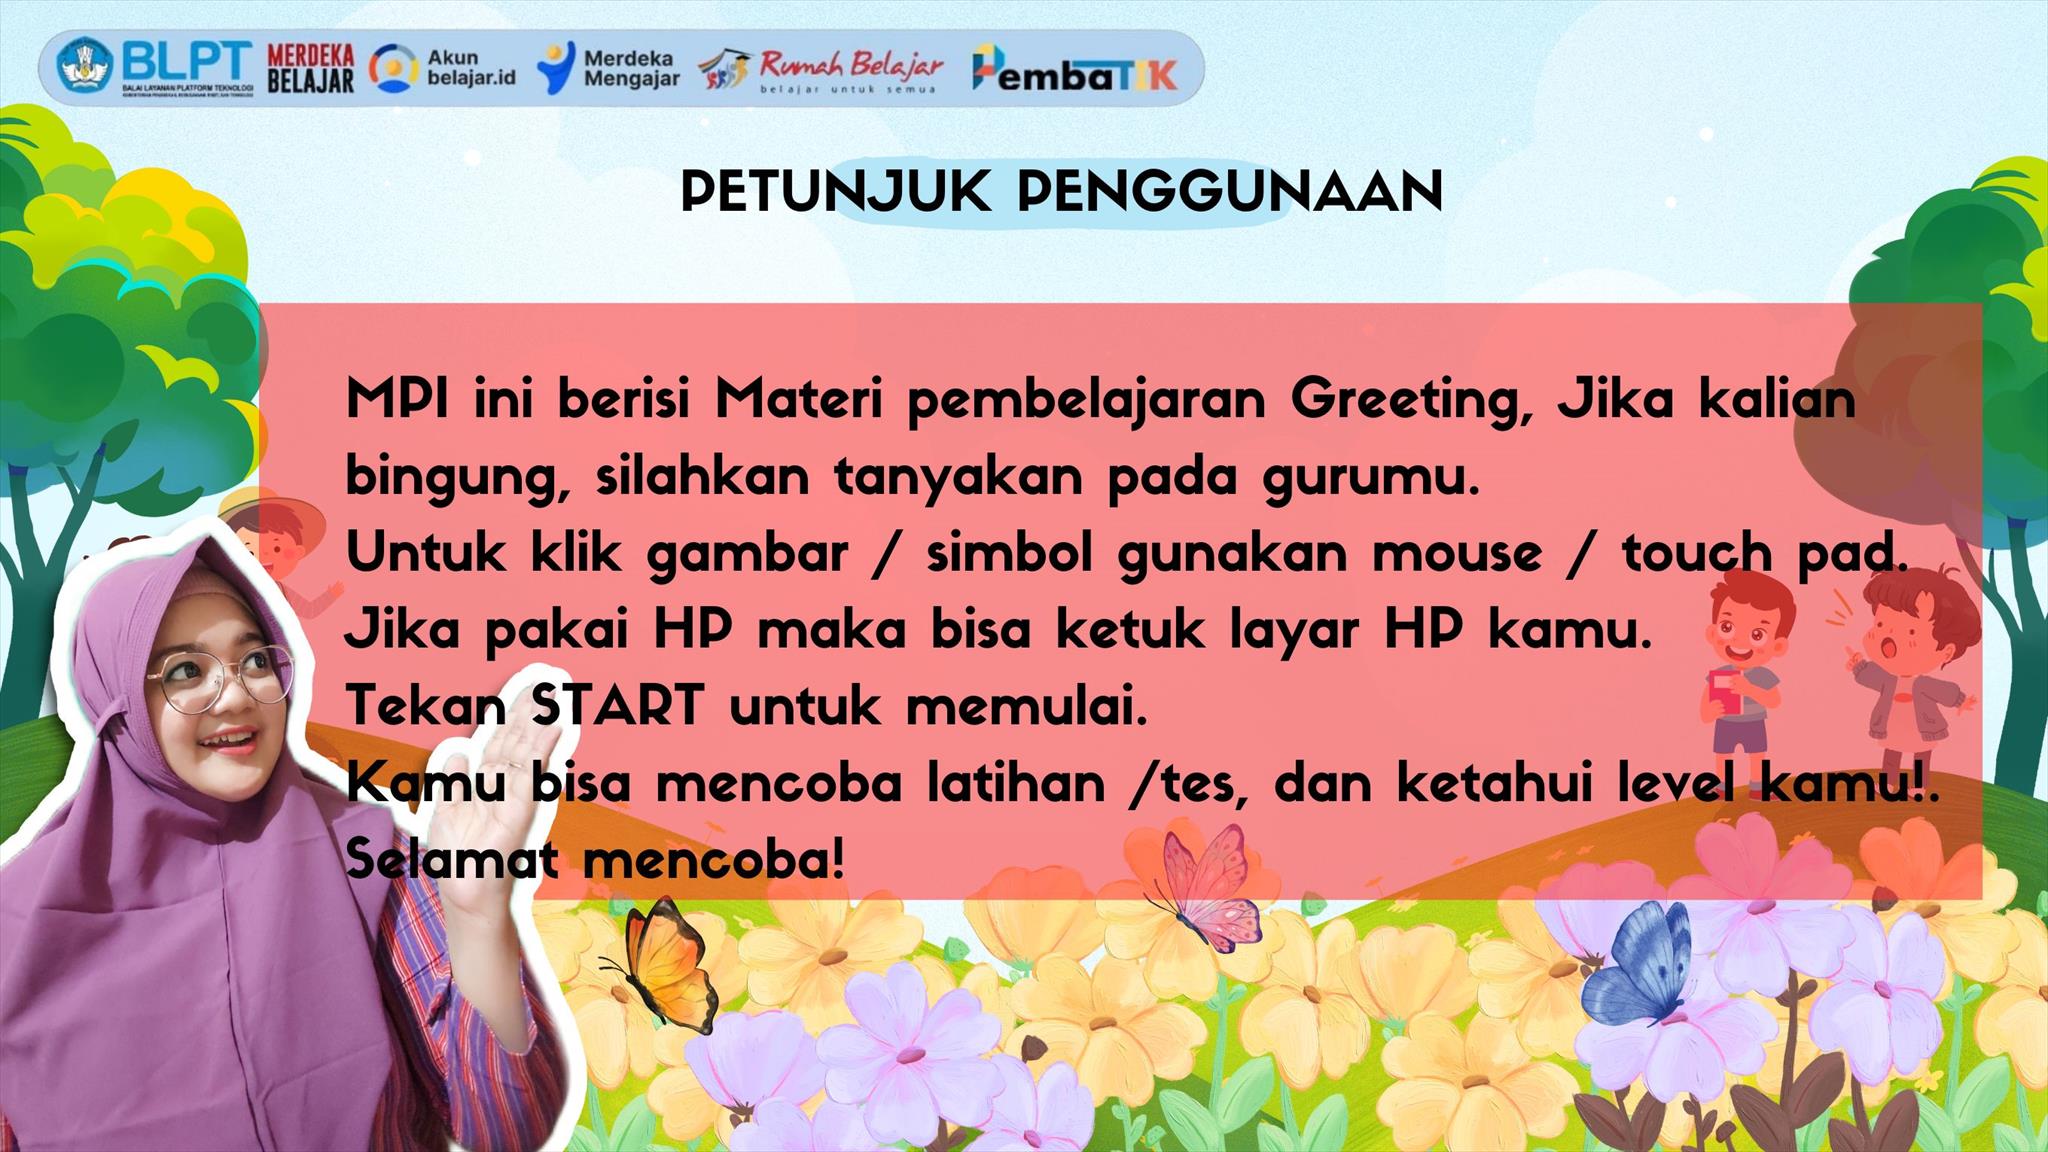 BLPT
BALAI LAYANAN PLATFORM TEKNOLOGI
MERDEKA
BELAJAR
Akun
belajar.id
Merdeka
Mengajar
Rumah Belajar
belajar untuk semua
PembaTIK
PETUNJUK PENGGUNAAN
MPI ini berisi Materi pembelajaran Greeting, Jika kalian
bingung, silahkan tanyakan pada gurumu.
Untuk klik gambar / simbol gunakan mouse / touch pad.
Jika pakai HP maka bisa ketuk layar HP kamu.
Tekan START untuk memulai.
Kamu bisa mencoba latihan /tes, dan ketahui level kamu!.
Selamat mencoba!